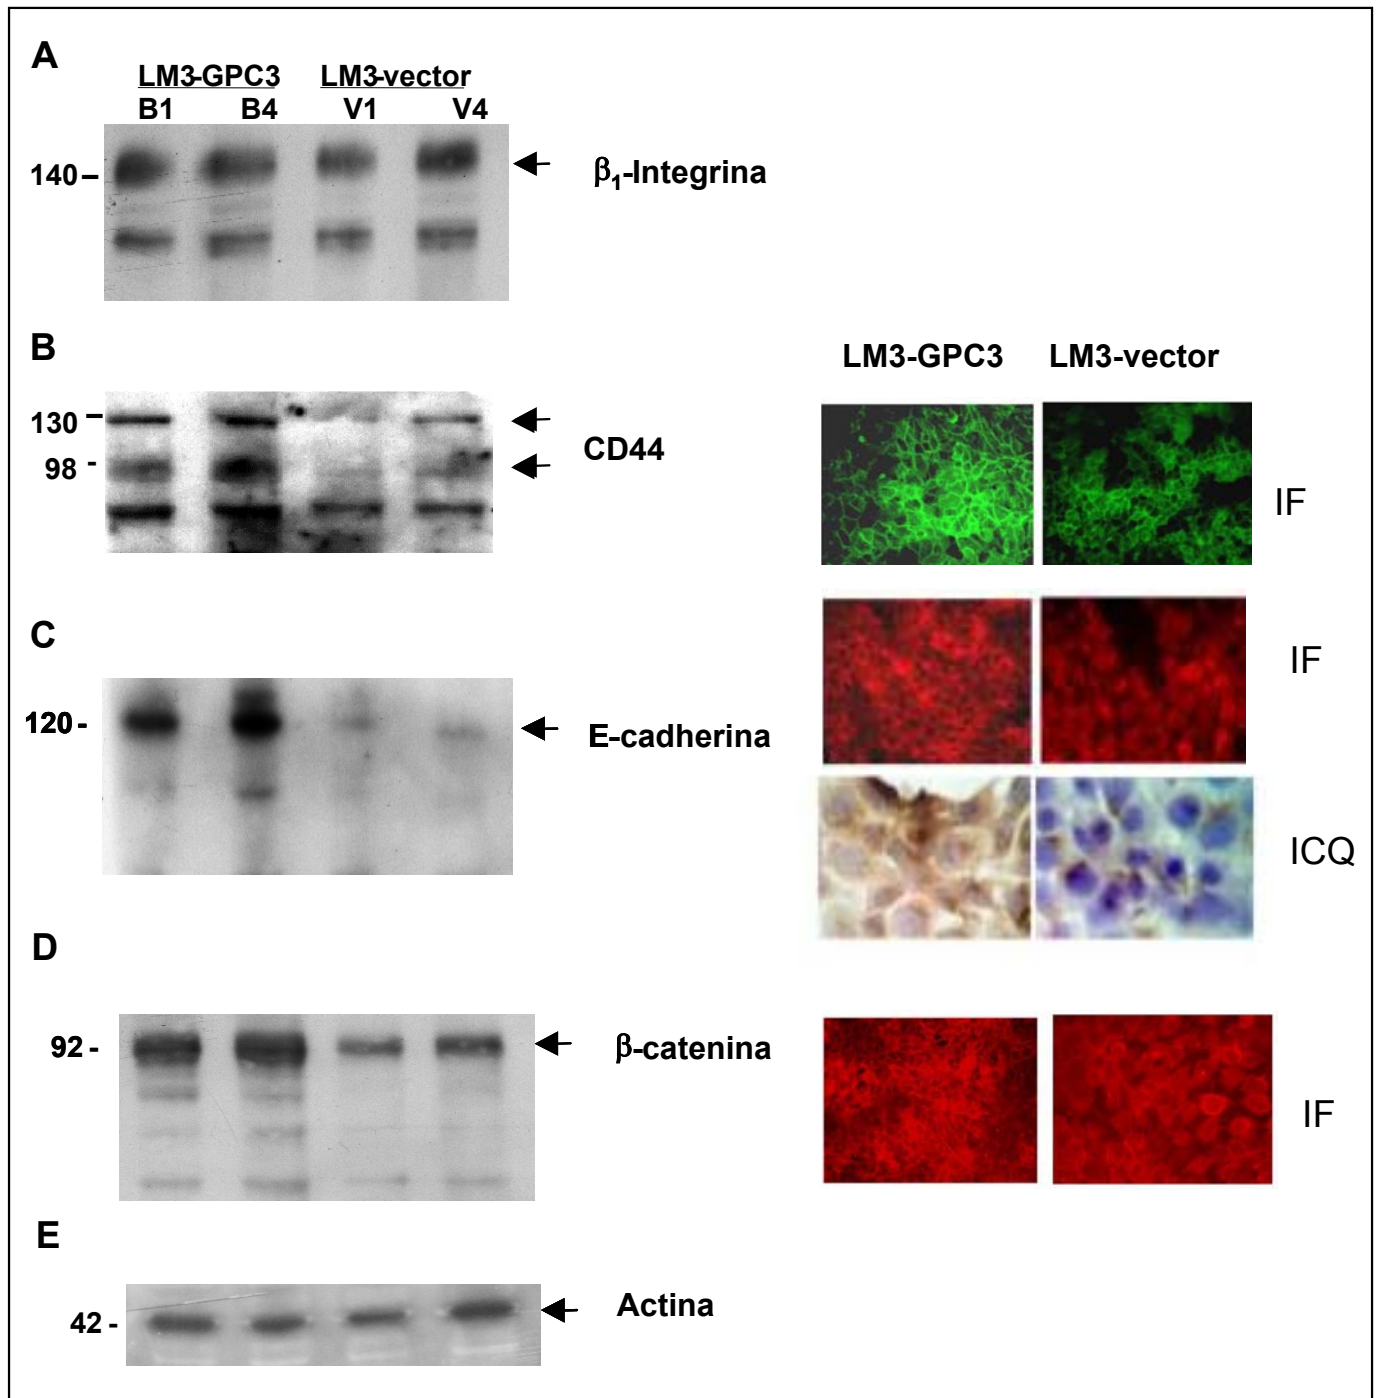 A
LM3-GPC3 LM3-vector
B1 B4 V1 V4
140 –
β1-Integrina
B
LM3-GPC3 LM3-vector
130 –
98 -
CD44
IF
C
IF
120 -
E-cadherina
ICQ
D
92 -
β-catenina
IF
E
42 -
Actina